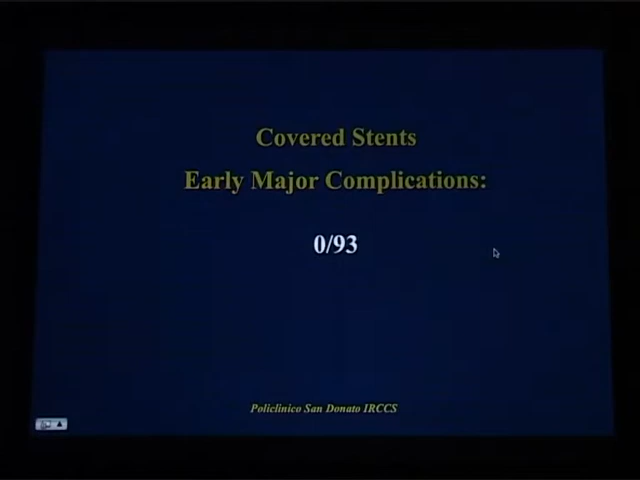 Covered Stents
Early Major Complications:
0/93
Policlinico San Donato IRCCS